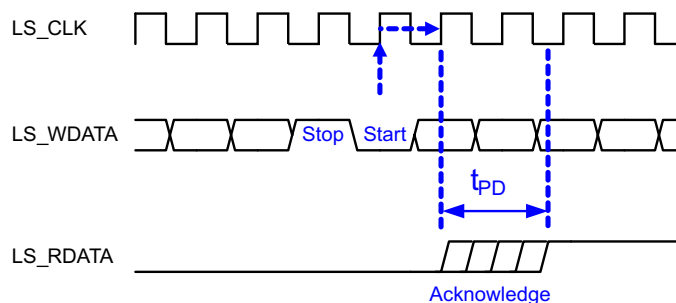 LS_CLK
LS_WDATA
Stop
Start
tPD
LS_RDATA
Acknowledge